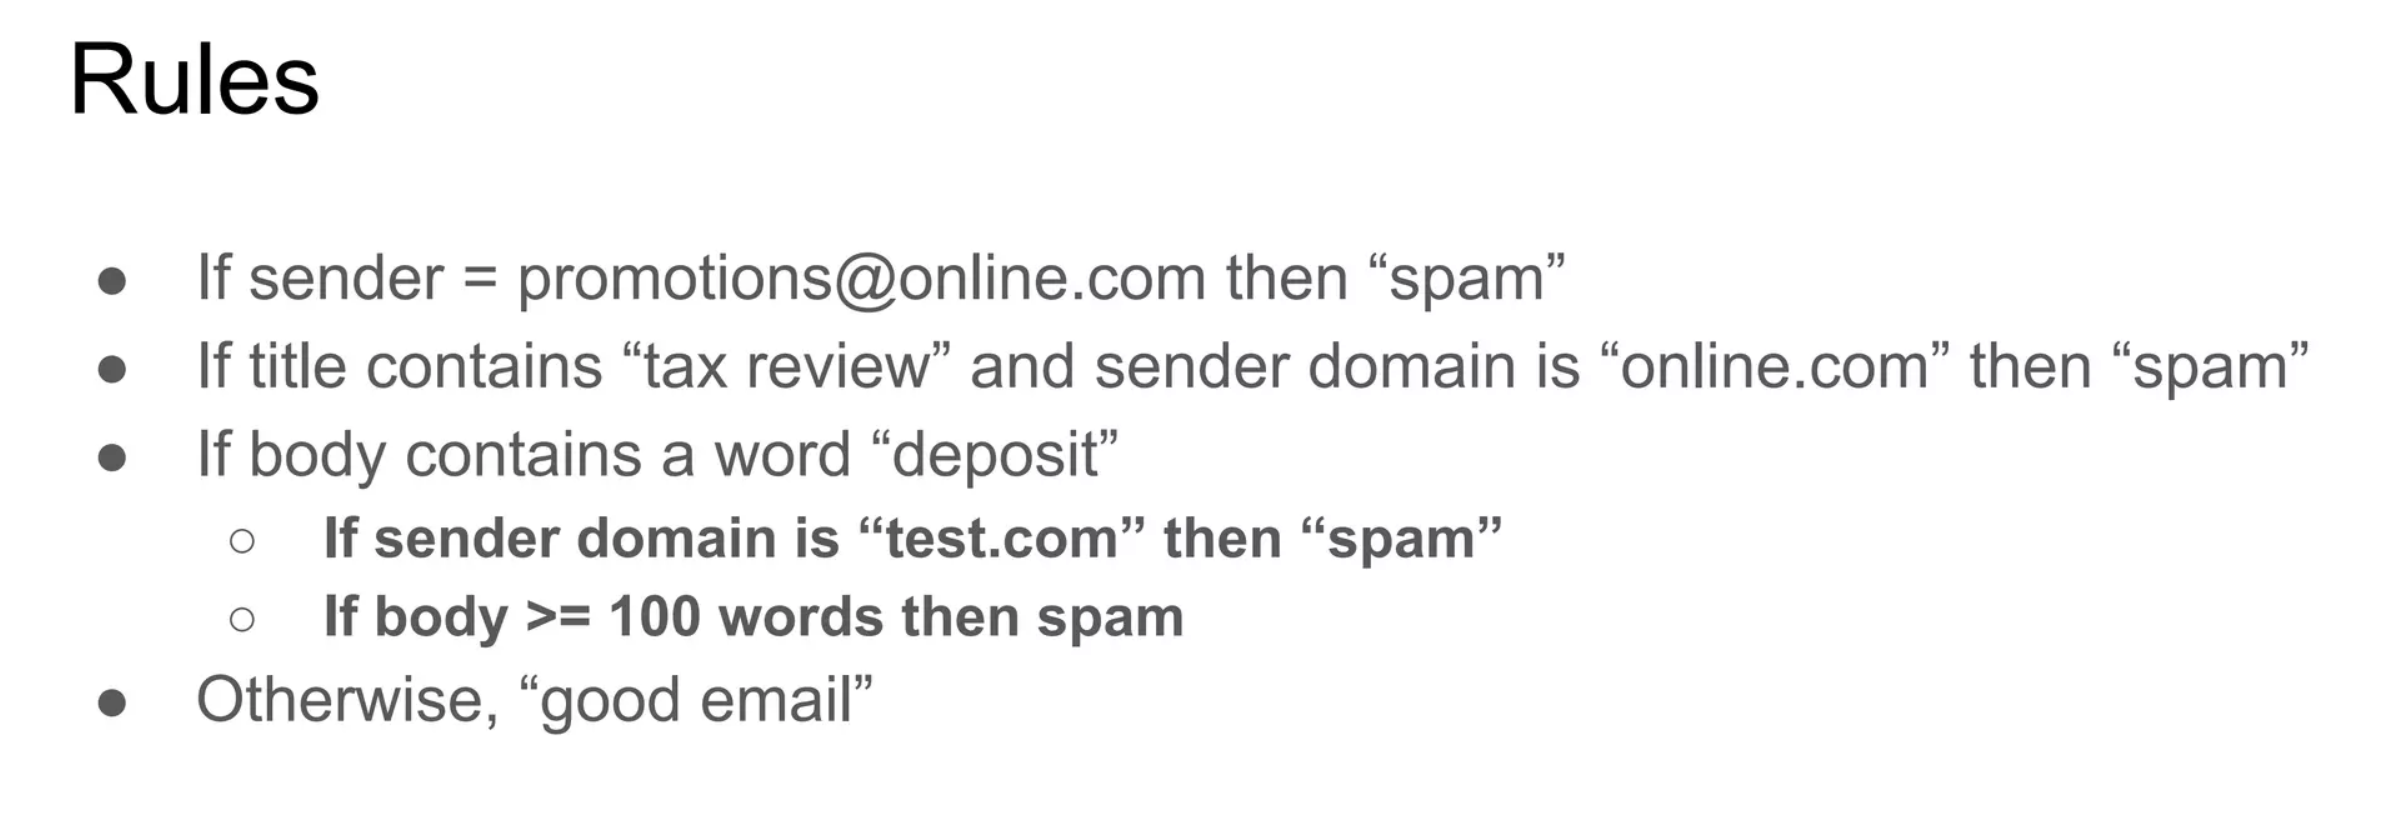 Rules
● If sender = promotions@online.com then “spam”
● If title contains “tax review” and sender domain is “online.com” then “spam”
● If body contains a word “deposit”
○ If sender domain is “test.com” then “spam”
○ If body >= 100 words then spam
● Otherwise, “good email”